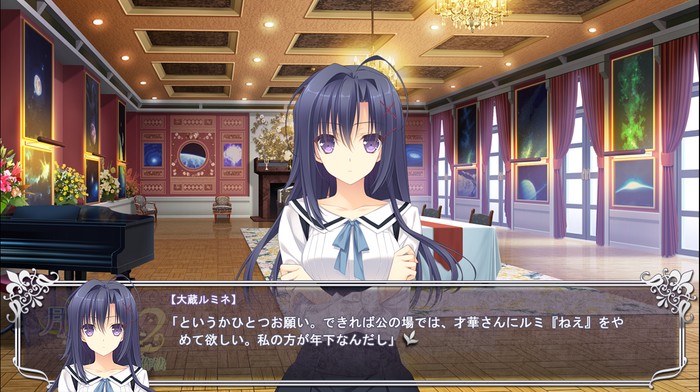 【大蔵ルミネ】
「というかひとつお願い。できれば公の場では、才華さんにルミ『ねえ』をや
めて欲しい。私の方が年下なんだし」